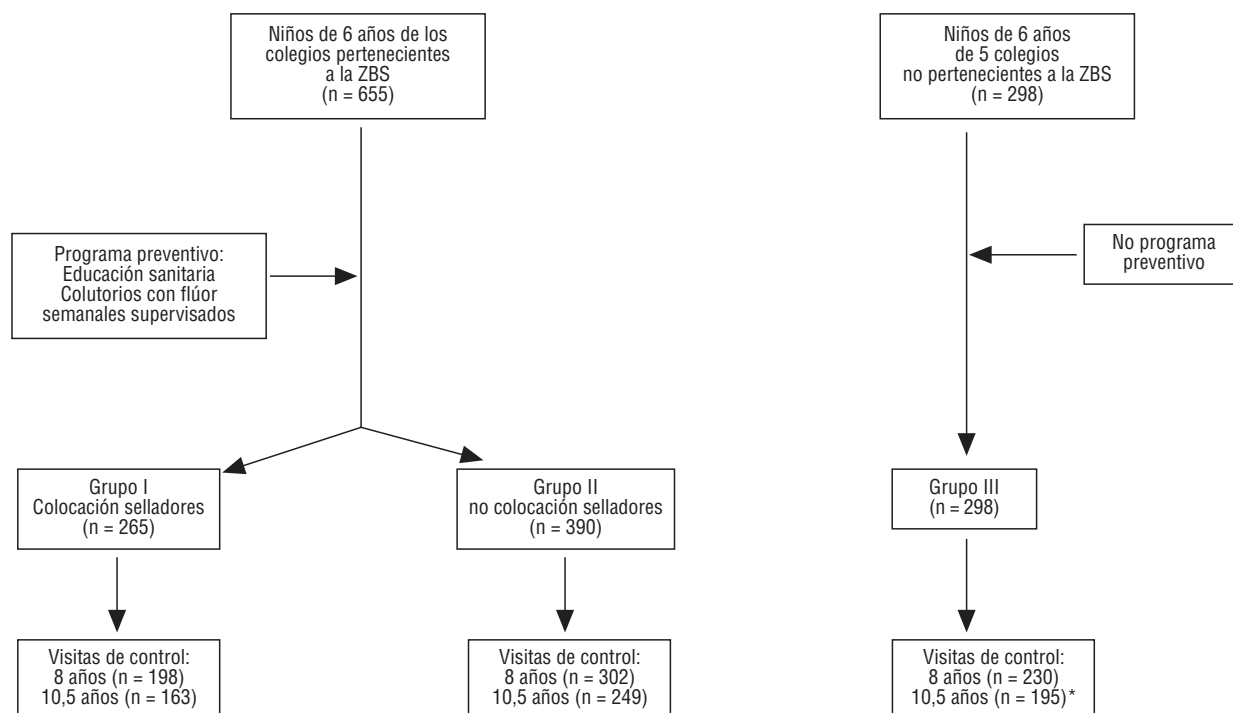 Niños de 6 años de los
colegios pertenecientes
a la ZBS
(n = 655)
Niños de 6 años
de 5 colegios
no pertenecientes a la ZBS
(n = 298)
Programa preventivo:
Educación sanitaria
Colutorios con flúor
semanales supervisados
No programa
preventivo
Grupo I
Colocación selladores
(n = 265)
Grupo II
no colocación selladores
(n = 390)
Grupo III
(n = 298)
Visitas de control:
8 años (n = 198)
10,5 años (n = 163)
Visitas de control:
8 años (n = 302)
10,5 años (n = 249)
Visitas de control:
8 años (n = 230)
10,5 años (n = 195)*